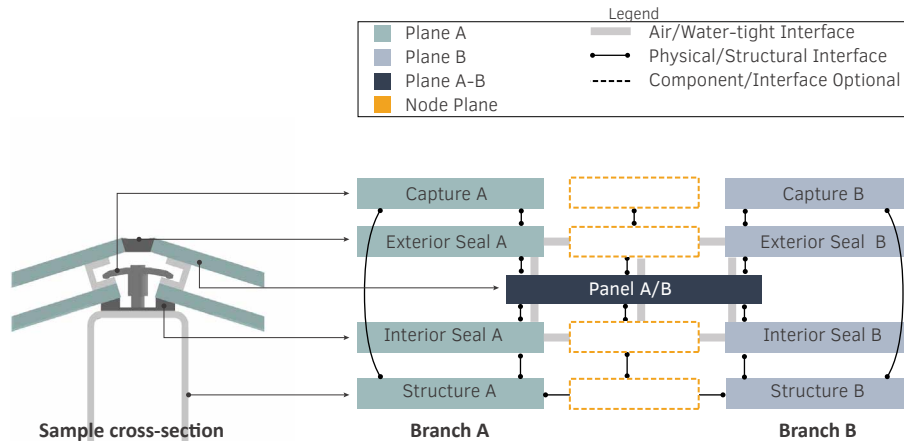 Legend
Plane A
Plane B
Plane A-B
Node Plane
Air/Water-tight Interface
Physical/Structural Interface
Component/Interface Optional
Capture A
Capture B
Exterior Seal A
Exterior Seal B
Panel A/B
Interior Seal A
Interior Seal B
Structure A
Structure B
Sample cross-section
Branch A
Branch B